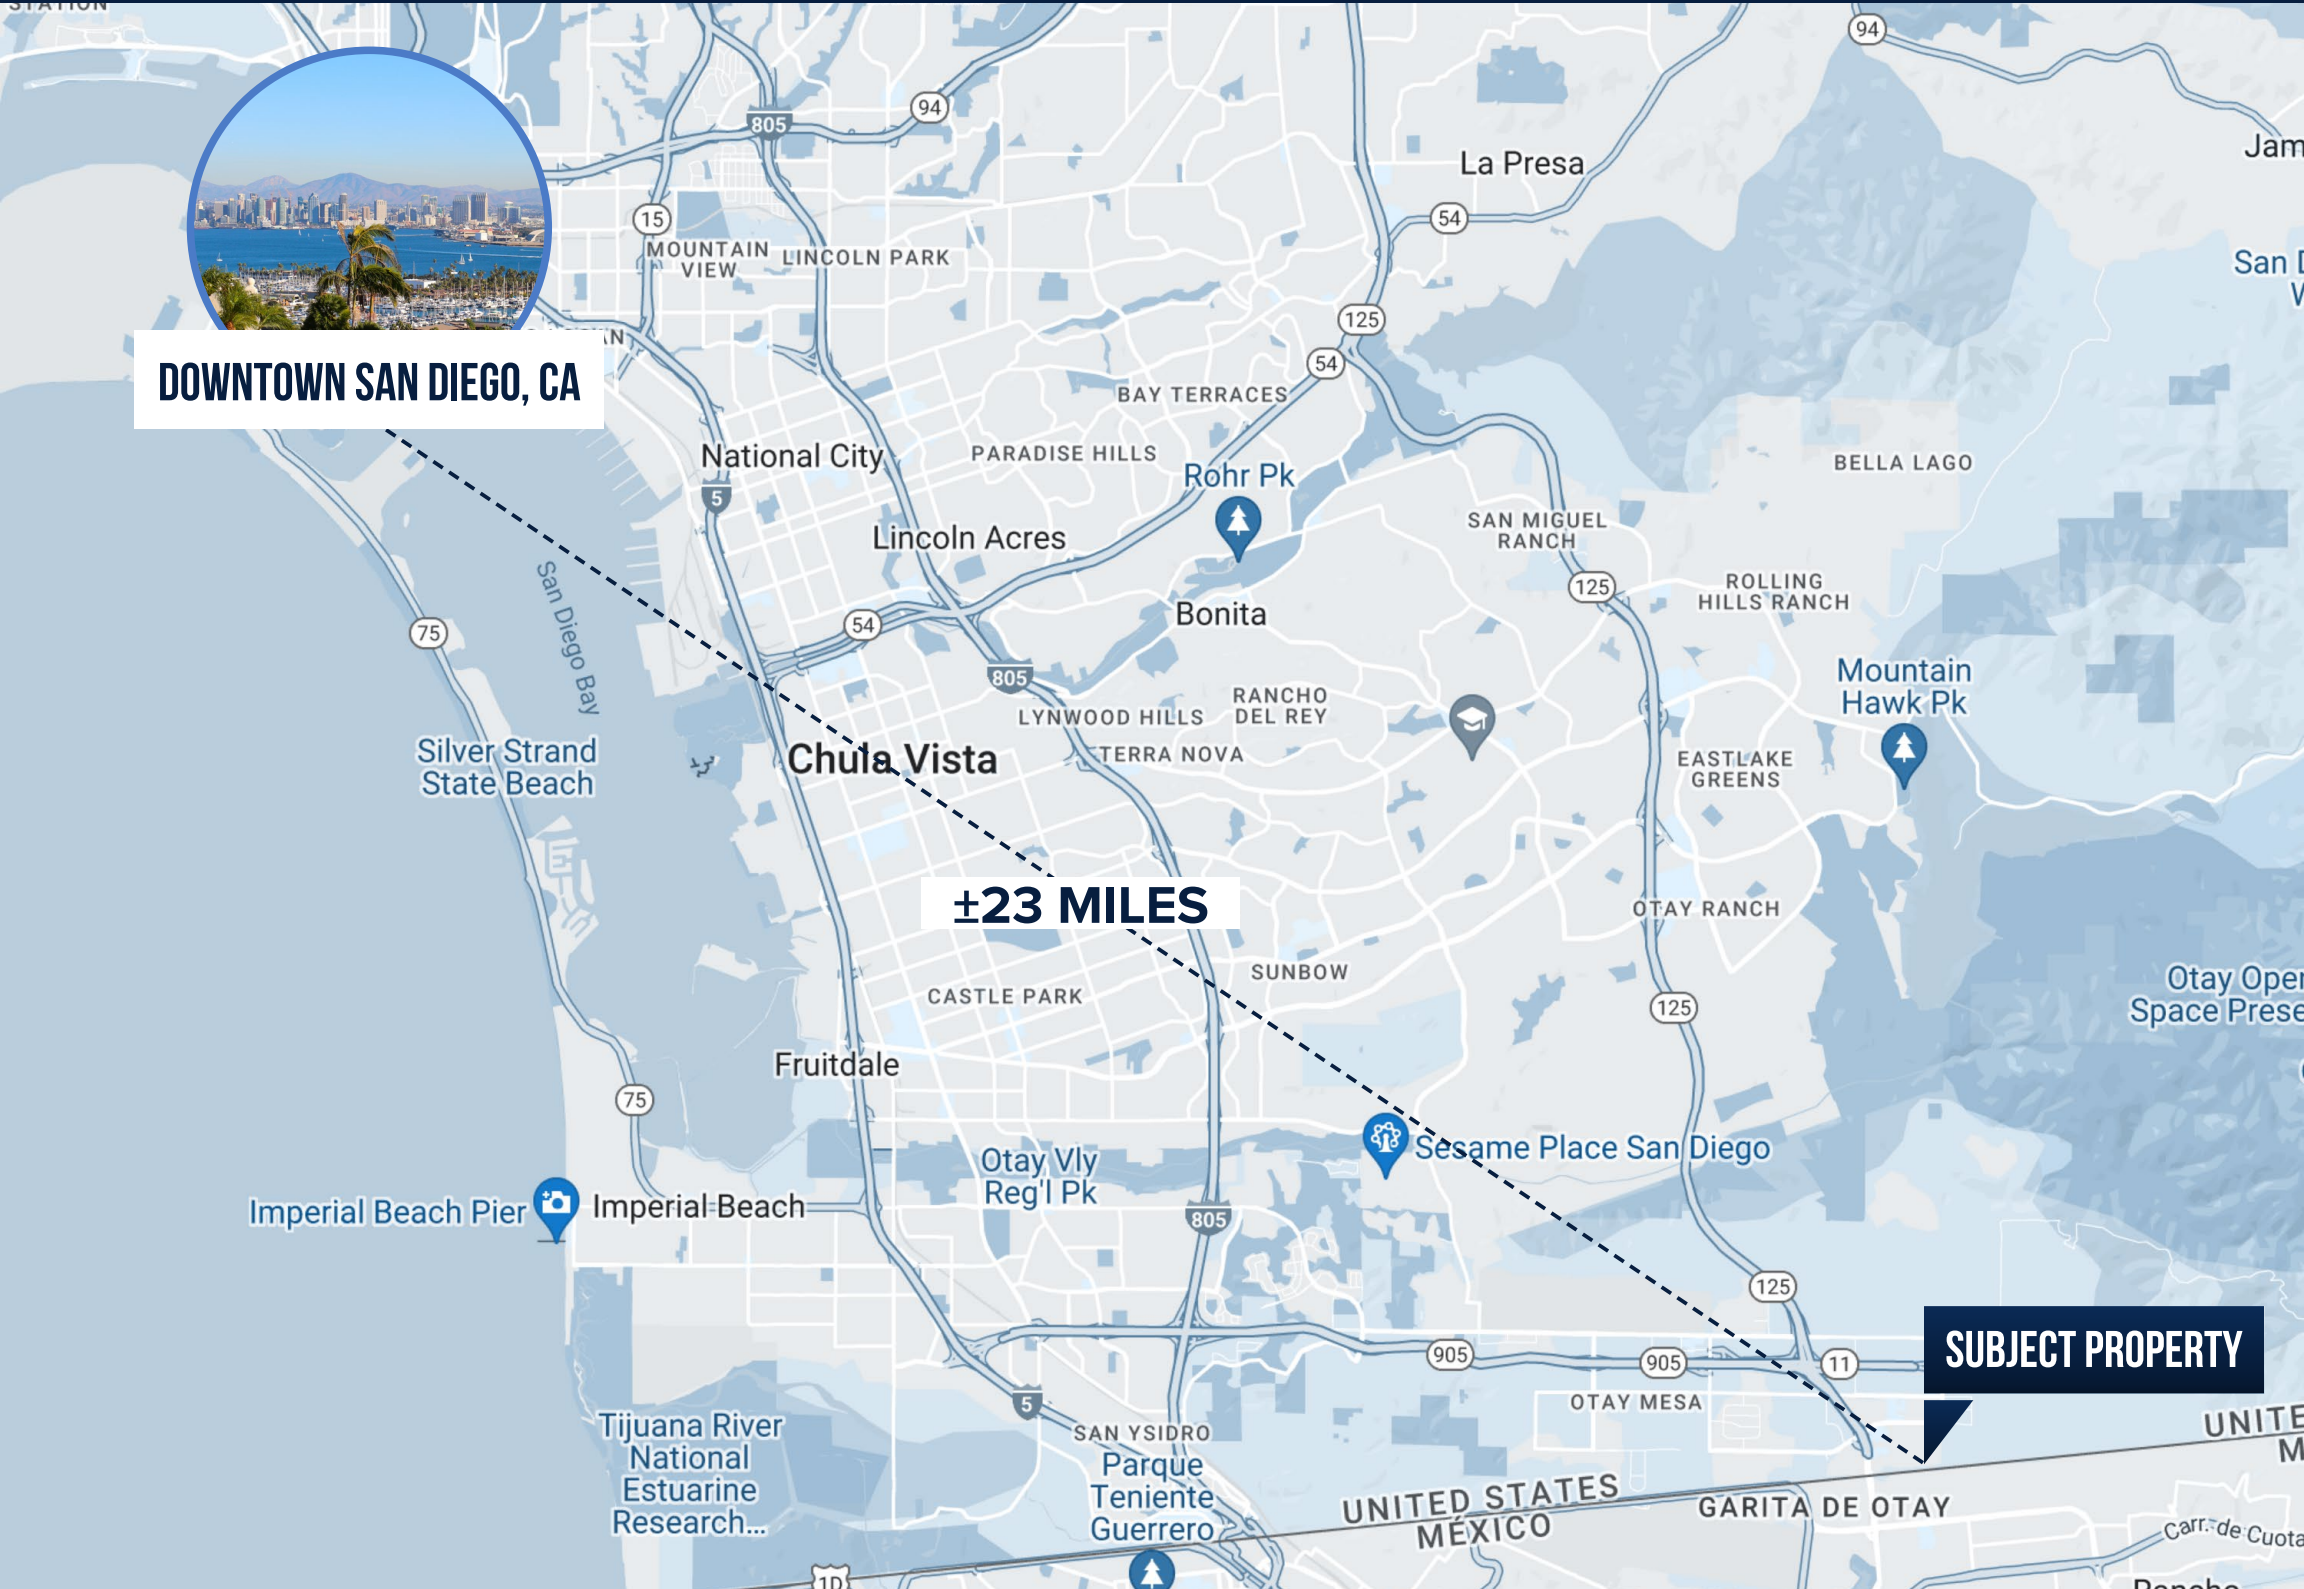 STATION
94
94
805
La Presa
Jam
15
54
MOUNTAIN
VIEW
LINCOLN PARK
San D
W
125
54
DOWNTOWN SAN DIEGO, CA
BAY TERRACES
National City
PARADISE HILLS
Rohr Pk
BELLA LAGO
5
SAN MIGUEL
RANCH
Lincoln Acres
San Diego Bay
125
ROLLING
HILLS RANCH
75
54
Bonita
805
Mountain
Hawk Pk
LYNWOOD HILLS
RANCHO
DEL REY
Silver Strand
State Beach
Chula Vista
TERRA NOVA
EASTLAKE
GREENS
±23 MILES
OTAY RANCH
SUNBOW
CASTLE PARK
Otay Open
Space Prese
125
Fruitdale
75
Sesame Place San Diego
Otay Vly
Reg'l Pk
Imperial Beach Pier
Imperial Beach
805
125
SUBJECT PROPERTY
905
905
11
5
OTAY MESA
Tijuana River
National
Estuarine
Research...
SAN YSIDRO
Parque
Teniente
Guerrero
UNITE
M
UNITED STATES
MÉXICO
GARITA DE OTAY
Carr. de Cuota
1D